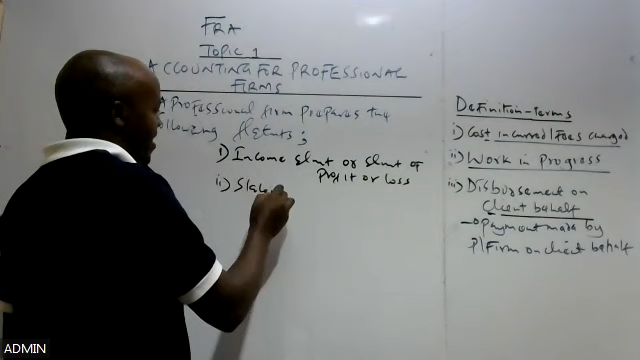 FRA
TOPIC 1
ACCOUNTING FOR PROFESSIONAL
FIRMS
A Professional firm prepares the
following stments;
i) Income stmt or stmt of
Profit or loss
ii) State
Definition-terms
i) Cost incurred/Fees charged
ii) Work in Progress
iii) Disbursement on
Client behalf
payment made by
P/Firm on client behalf
ADMIN